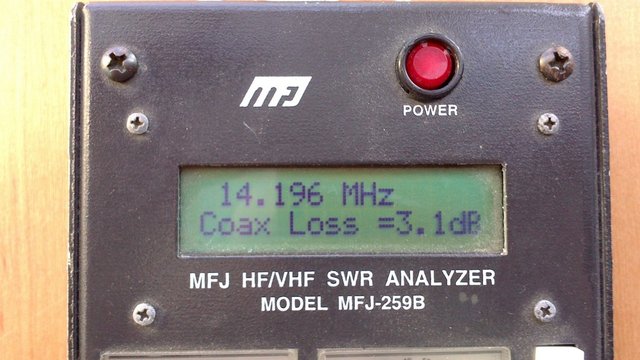 MFJ
POWER
14.196 MHz
Coax Loss =3.1dB
MFJ HF/VHF SWR ANALYZER
MODEL MFJ-259B